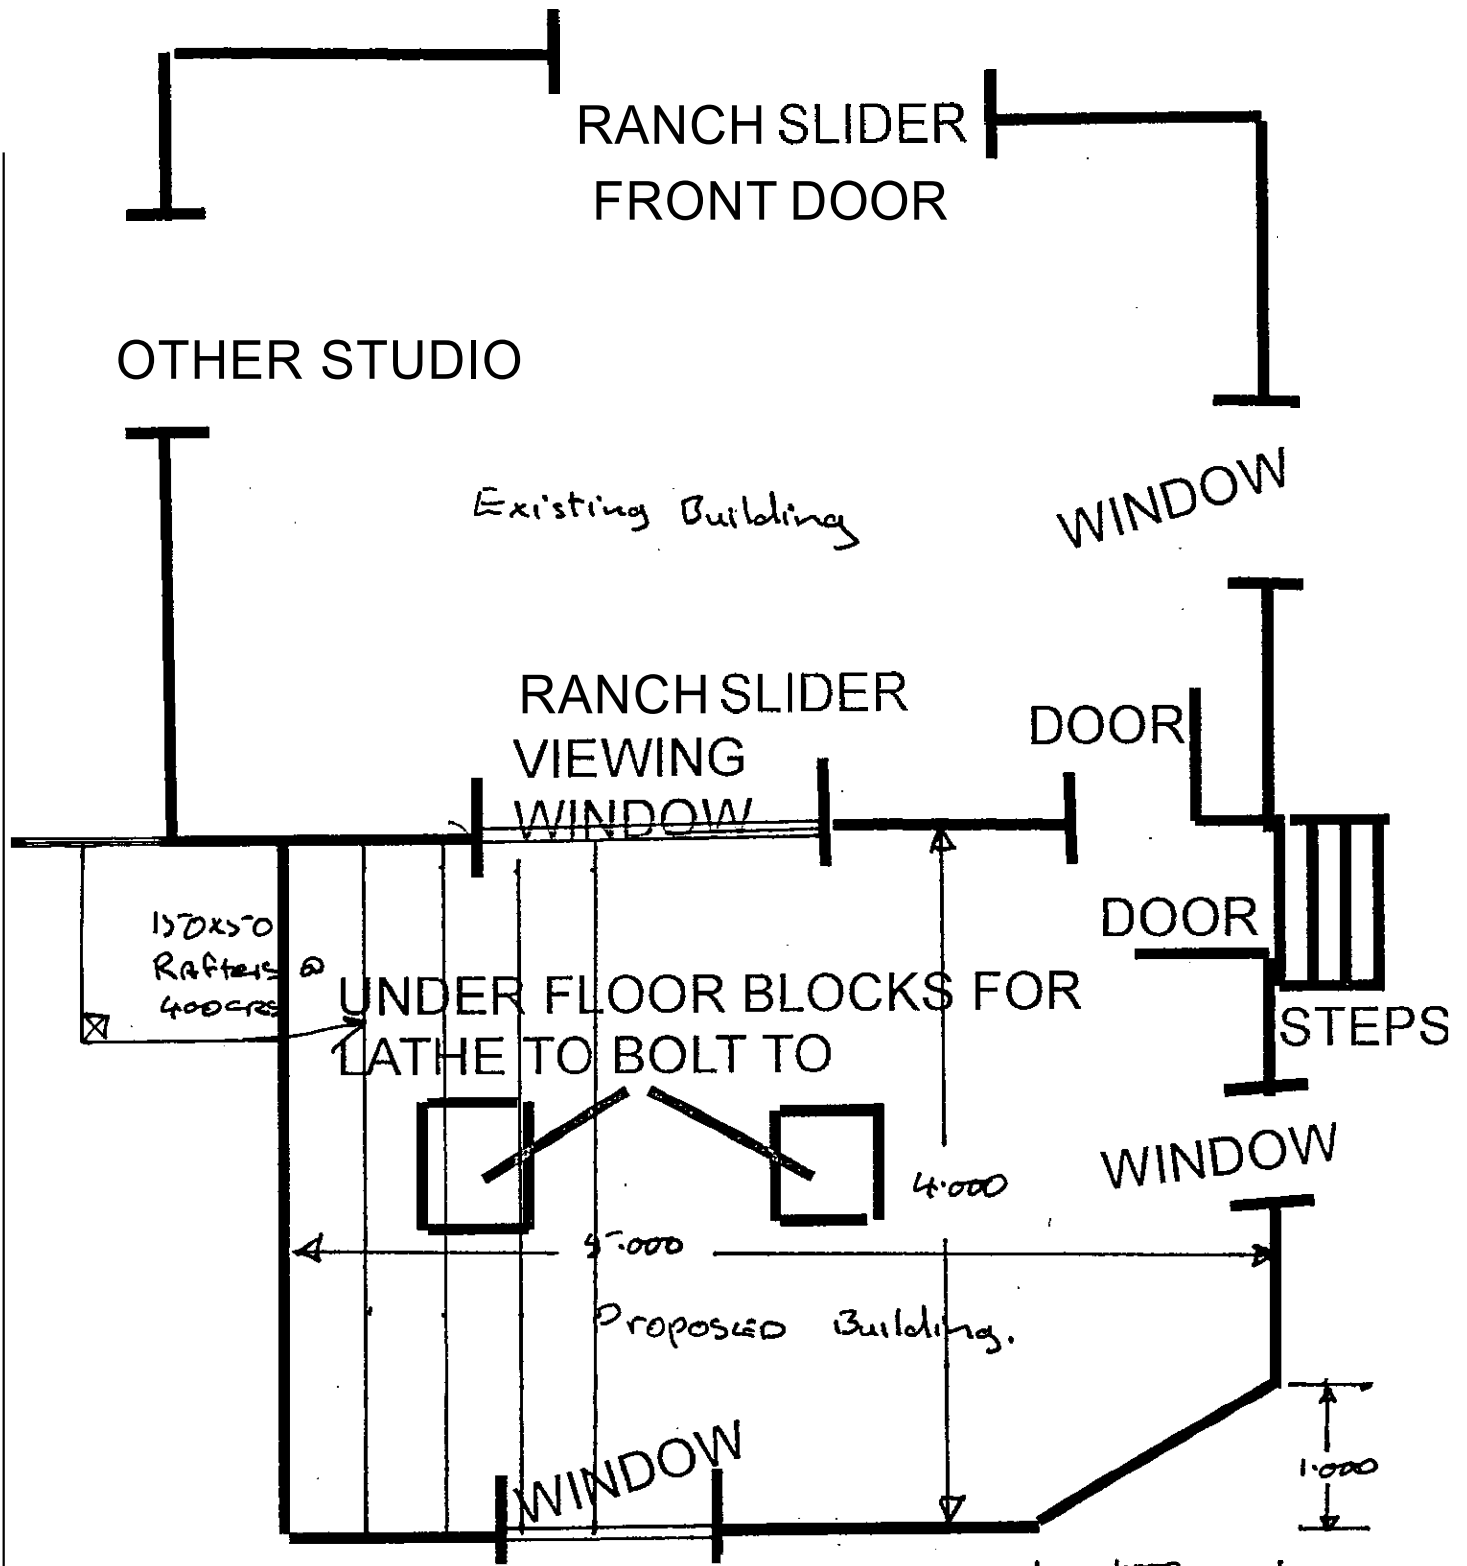 RANCH SLIDER
FRONT DOOR
OTHER STUDIO
WINDOW
Existing Building
RANCH SLIDER
VIEWING
WINDOW
DOOR
150x50
Rafters @
400crs
DOOR
UNDER FLOOR BLOCKS FOR
LATHE TO BOLT TO
STEPS
WINDOW
4.000
5.000
Proposed Building.
WINDOW
1.000